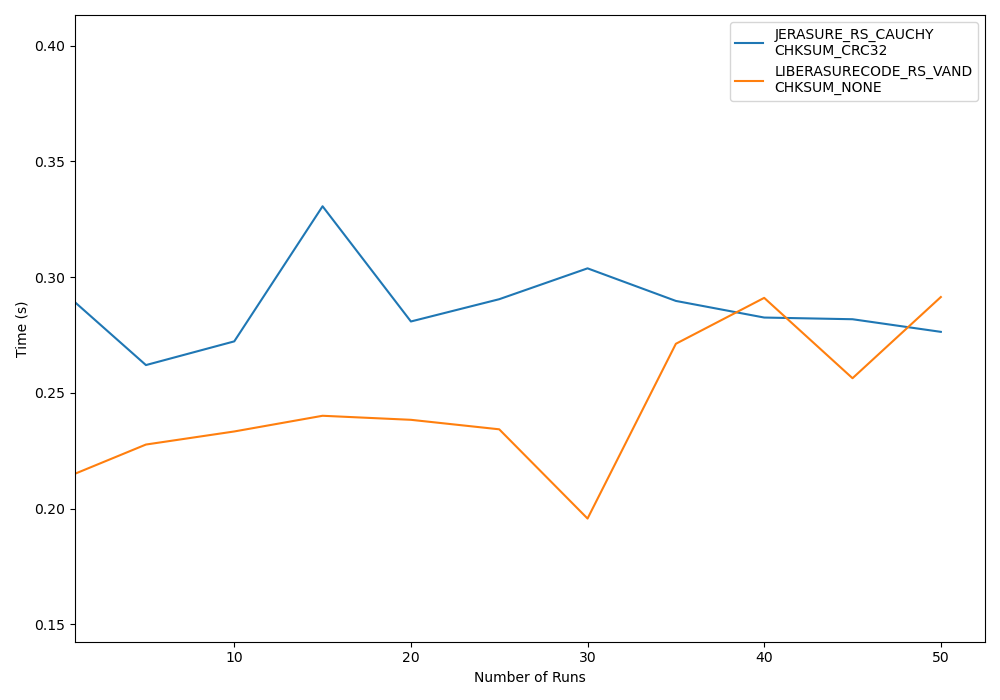 JERASURE_RS_CAUCHY
CHKSUM_CRC32
LIBERASURECODE_RS_VAND
CHKSUM_NONE
0.40
0.35
0.30
0.25
0.20
0.15
Time (s)
10 20 30 40 50
Number of Runs